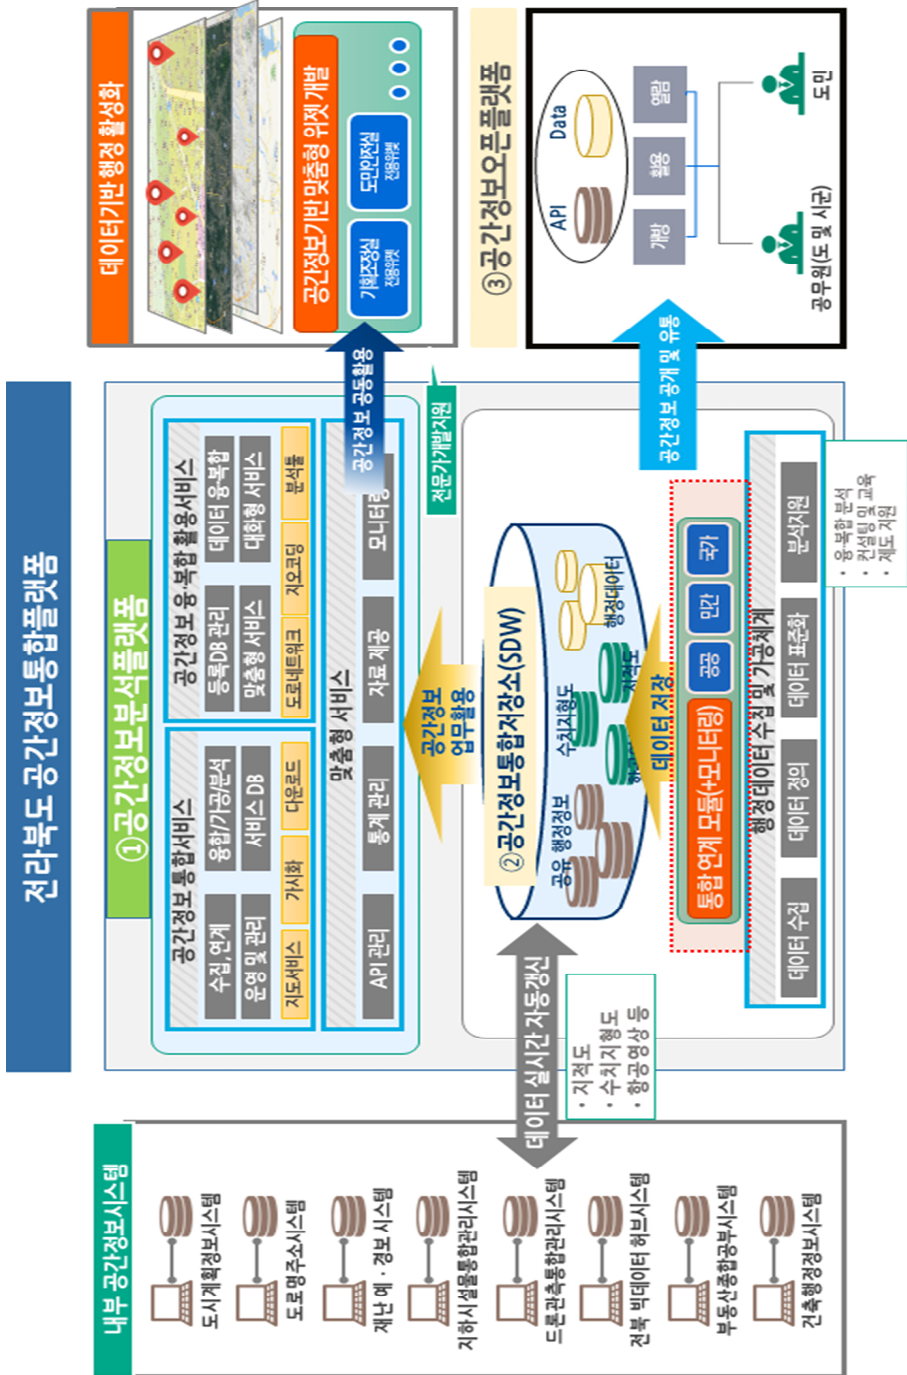 전라북도 공간정보통합플랫폼
내부 공간정보시스템
도시계획정보시스템
도로명주소시스템
재난 예·경보 시스템
지하시설물통합관리시스템
드론관측통합관리시스템
전북 빅데이터 허브시스템
부동산종합공부시스템
건축행정정보시스템
데이터 실시간 자동갱신
· 지적도
· 수치지형도
· 항공영상 등
①공간정보분석플랫폼
공간정보 통합서비스
수집,연계
융합/가공/분석
운영 및 관리
서비스 DB
지도서비스
가시화
다운로드
공간정보 융·복합 활용서비스
등록DB 관리
데이터 융·복합
맞춤형 서비스
대화형 서비스
도로네트워크
지오코딩
분석툴
맞춤형 서비스
API 관리
통계 관리
자료 제공
모니터링
공간정보
업무활용
②공간정보통합저장소(SDW)
공유 행정정보
수치지형도
지적도
행정데이터
데이터 저장
통합 연계 모듈(+모니터링)
공공
민간
국가
행정데이터 수집 및 가공체계
데이터 수집
데이터 정의
데이터 표준화
분석지원
· 융·복합 분석
· 컨설팅 및 교육
· 제도 지원
공간정보 공동활용
전문가개발지원
공간정보 공개 및 유통
데이터기반 행정 활성화
공간정보기반 맞춤형 위젯 개발
기획조정실
전용위젯
도민안전실
전용위젯
③공간정보오픈플랫폼
API
Data
개방
활용
열람
공무원(도 및 시군)
도민